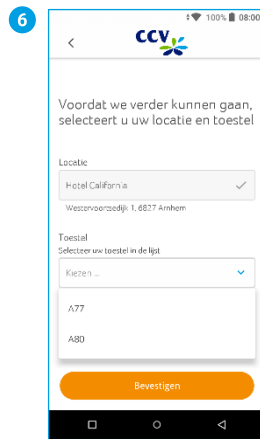 6
100% 08:00
CCV
Voordat we verder kunnen gaan,
selecteert u uw locatie en toestel
Locatie
Hotel California
Westervoortsedijk 1, 6827 Arnhem
Toestel
Selecteer uw toestel in de lijst
Kiezen ...
A77
A80
Bevestigen